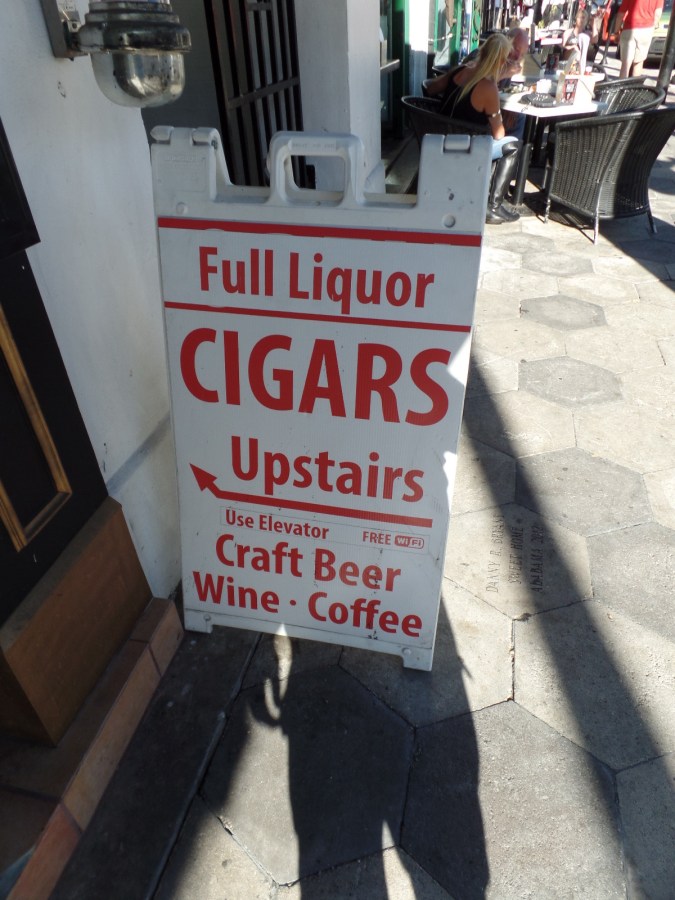 Full Liquor
CIGARS
Upstairs
Use Elevator
FREE WiFi
Craft Beer
Wine · Coffee